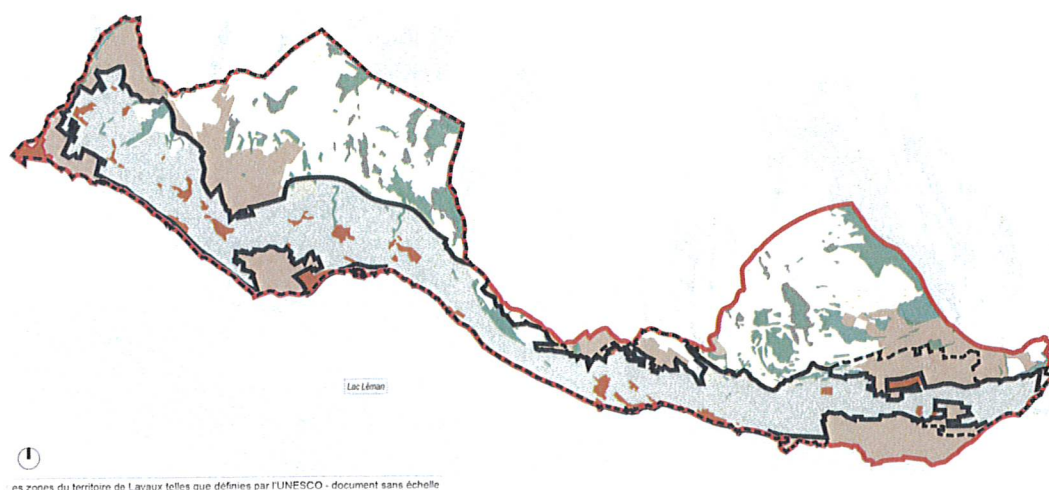 Lac Léman
es zones du territoire de Lavaux telles que définies par l'UNESCO - document sans échelle